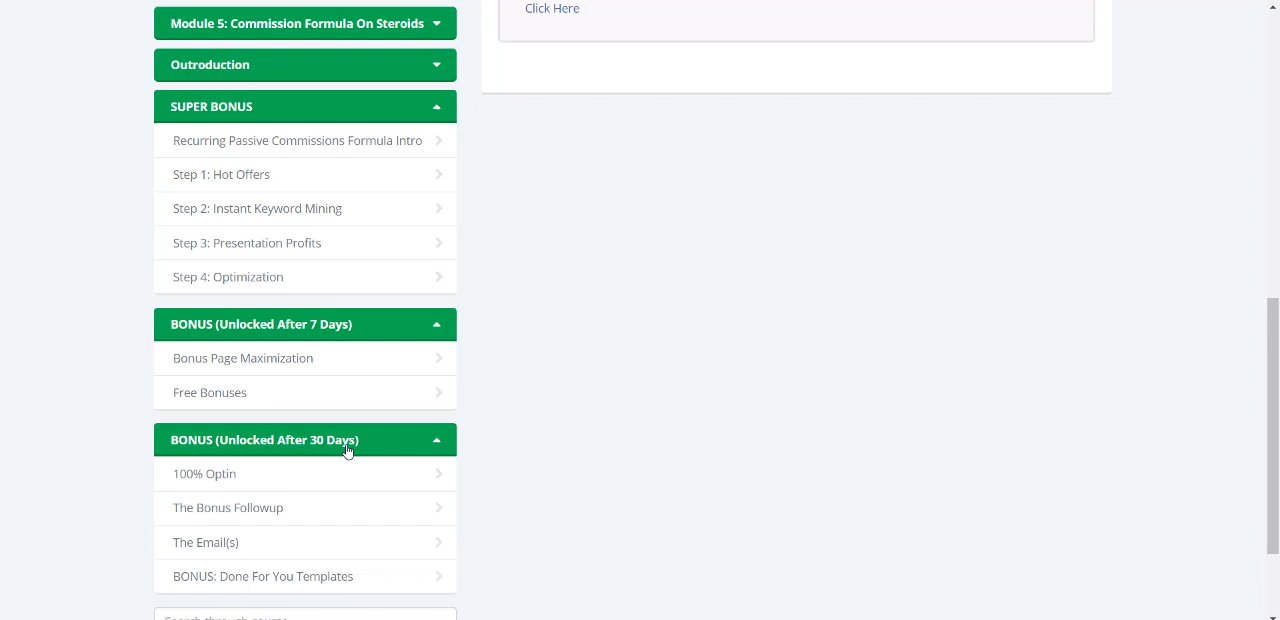 Module 5: Commission Formula On Steroids
Click Here
Outroduction
SUPER BONUS
Recurring Passive Commissions Formula Intro
Step 1: Hot Offers
Step 2: Instant Keyword Mining
Step 3: Presentation Profits
Step 4: Optimization
BONUS (Unlocked After 7 Days)
Bonus Page Maximization
Free Bonuses
BONUS (Unlocked After 30 Days)
100% Optin
The Bonus Followup
The Email(s)
BONUS: Done For You Templates
Search through course